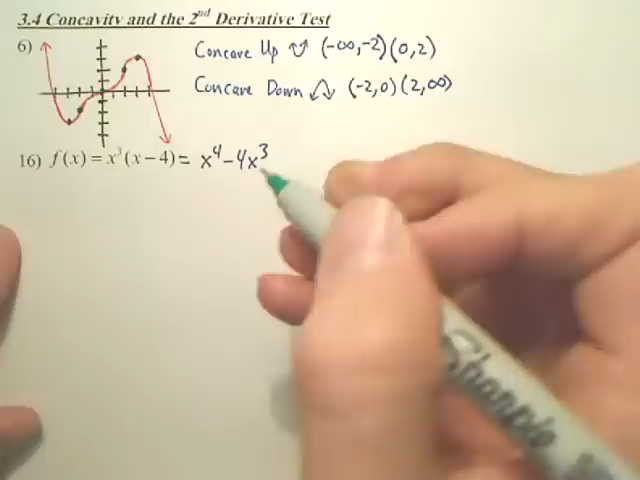 3.4 Concavity and the 2nd Derivative Test
6) Concave Up (-∞,-2)(0,2)
Concave Down (-2,0)(2,∞)
16) f(x) = x³(x − 4) = x⁴ - 4x³
Sharpie